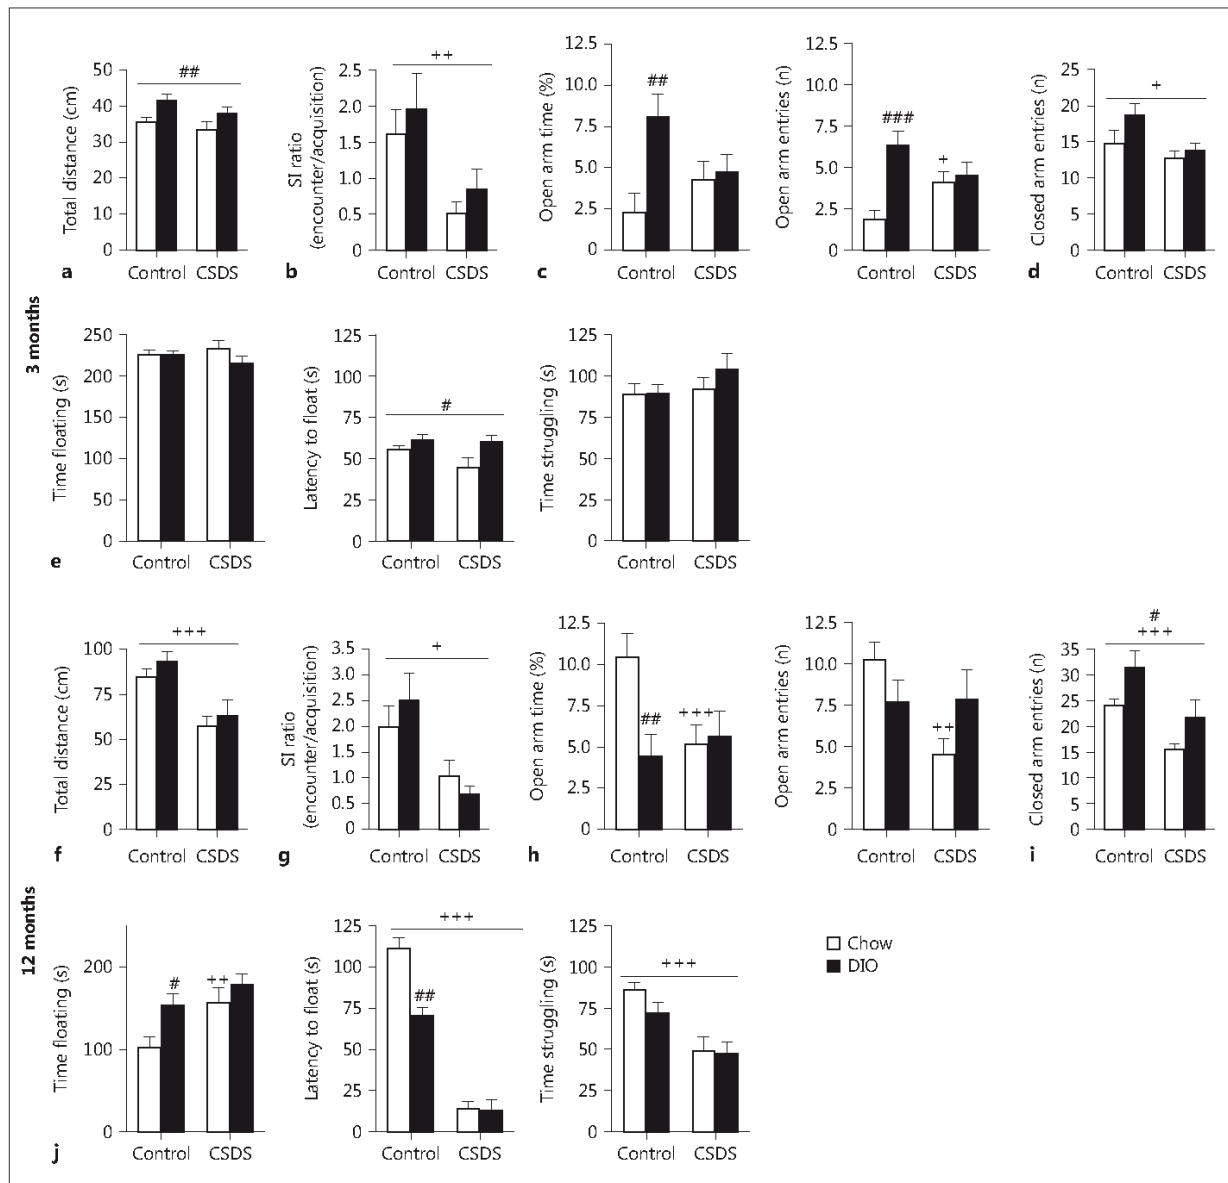 3 months
Total distance (cm)
50
40
30
20
10
0
##
Control CSDS
a
SI ratio
(encounter/acquisition)
2.5
2.0
1.5
1.0
0.5
0
++
Control CSDS
b
Open arm time (%)
12.5
10.0
7.5
5.0
2.5
0
##
Control CSDS
c
Open arm entries (n)
12.5
10.0
7.5
5.0
2.5
0
###
+
Control CSDS
Closed arm entries (n)
25
20
15
10
5
0
+
Control CSDS
d
Time floating (s)
250
200
150
100
50
0
Control CSDS
e
Latency to float (s)
125
100
75
50
25
0
#
Control CSDS
Time struggling (s)
125
100
75
50
25
0
Control CSDS
12 months
Total distance (cm)
100
75
50
25
0
+++
Control CSDS
f
SI ratio
(encounter/acquisition)
3.5
3.0
2.5
2.0
1.5
1.0
0.5
0
+
Control CSDS
g
Open arm time (%)
12.5
10.0
7.5
5.0
2.5
0
##
+++
Control CSDS
h
Open arm entries (n)
12.5
10.0
7.5
5.0
2.5
0
++
Control CSDS
Closed arm entries (n)
35
30
25
20
15
10
5
0
#
+++
Control CSDS
i
Time floating (s)
200
100
0
#
++
Control CSDS
j
Latency to float (s)
125
100
75
50
25
0
+++
##
Control CSDS
Time struggling (s)
125
100
75
50
25
0
+++
Control CSDS
Chow
DIO